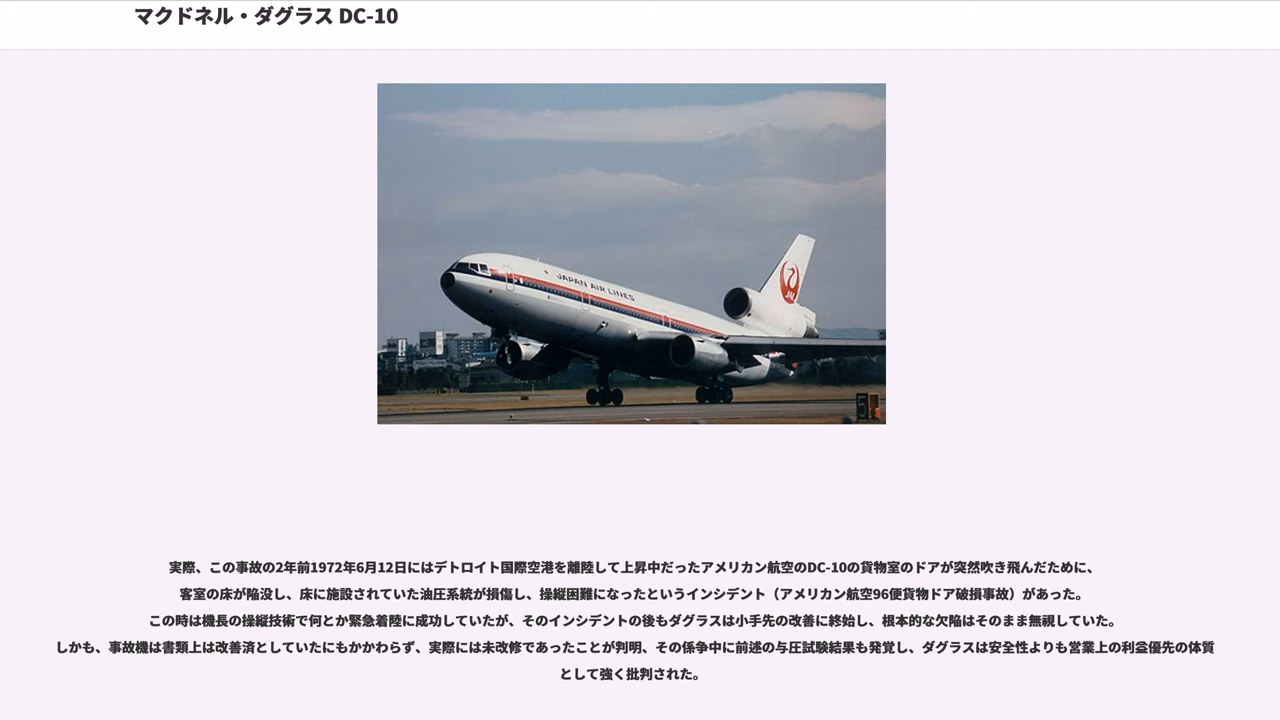 マクドネル・ダグラス DC-10
JAPAN AIR LINES
JAL
5
実際、この事故の2年前1972年6月12日にはデトロイト国際空港を離陸して上昇中だったアメリカン航空のDC-10の貨物室のドアが突然吹き飛んだために、
客室の床が陥没し、床に施設されていた油圧系統が損傷し、操縦困難になったというインシデント（アメリカン航空96便貨物ドア破損事故）があった。
この時は機長の操縦技術で何とか緊急着陸に成功していたが、そのインシデントの後もダグラスは小手先の改善に終始し、根本的な欠陥はそのまま無視していた。
しかも、事故機は書類上は改善済としていたにもかかわらず、実際には未改修であったことが判明、その係争中に前述の与圧試験結果も発覚し、ダグラスは安全性よりも営業上の利益優先の体質
として強く批判された。